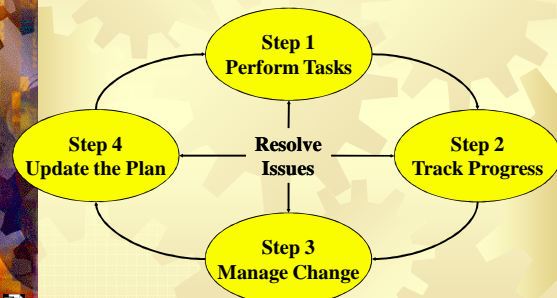 Step 1
Perform Tasks
Step 4
Update the Plan
Resolve
Issues
Step 2
Track Progress
Step 3
Manage Change